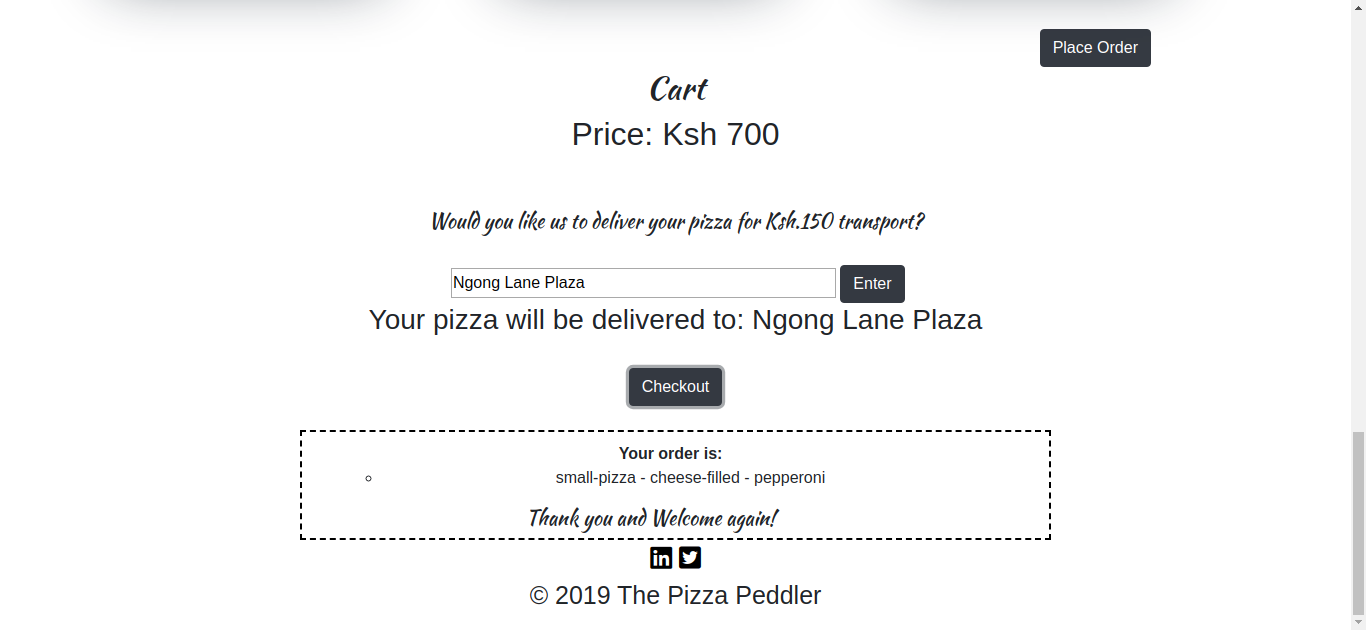 Place Order
Cart
Price: Ksh 700
Would you like us to deliver your pizza for Ksh.150 transport?
Ngong Lane Plaza Enter
Your pizza will be delivered to: Ngong Lane Plaza
Checkout
Your order is:
small-pizza - cheese-filled - pepperoni
Thank you and Welcome again!
in
© 2019 The Pizza Peddler